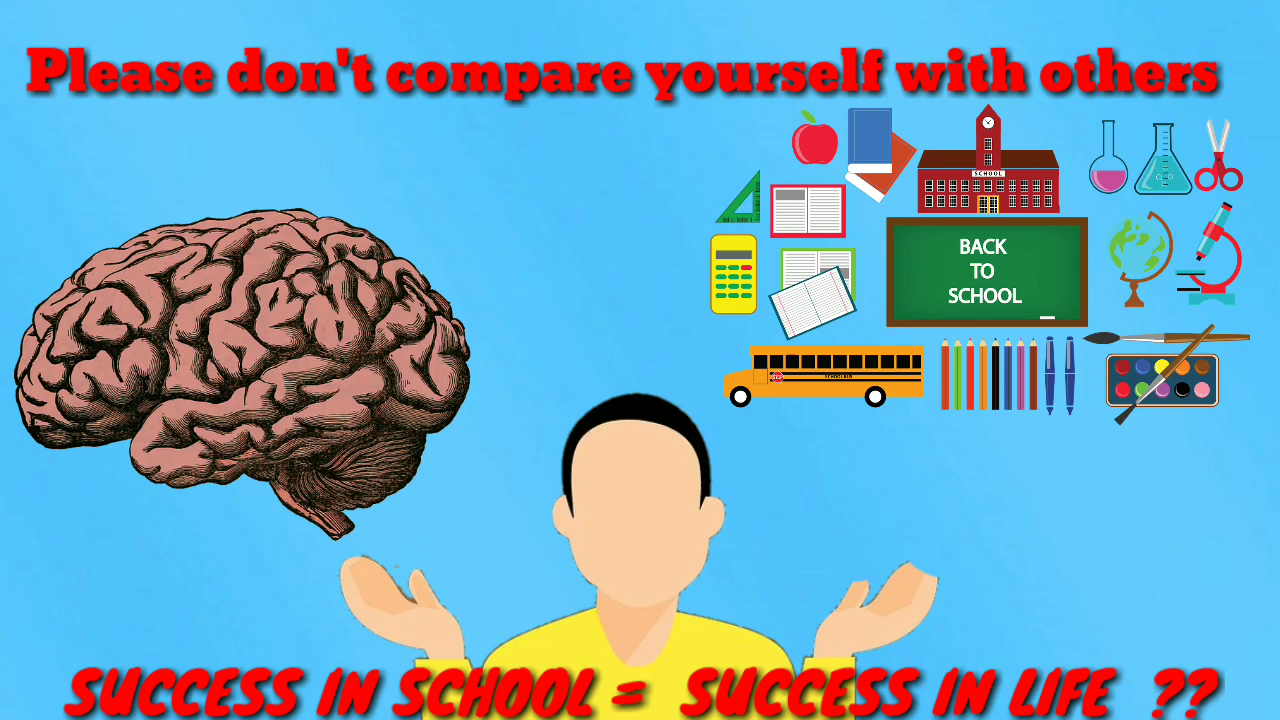 Please don't compare yourself with others
SCHOOL
BACK
TO
SCHOOL
SUCCESS IN SCHOOL = SUCCESS IN LIFE ??